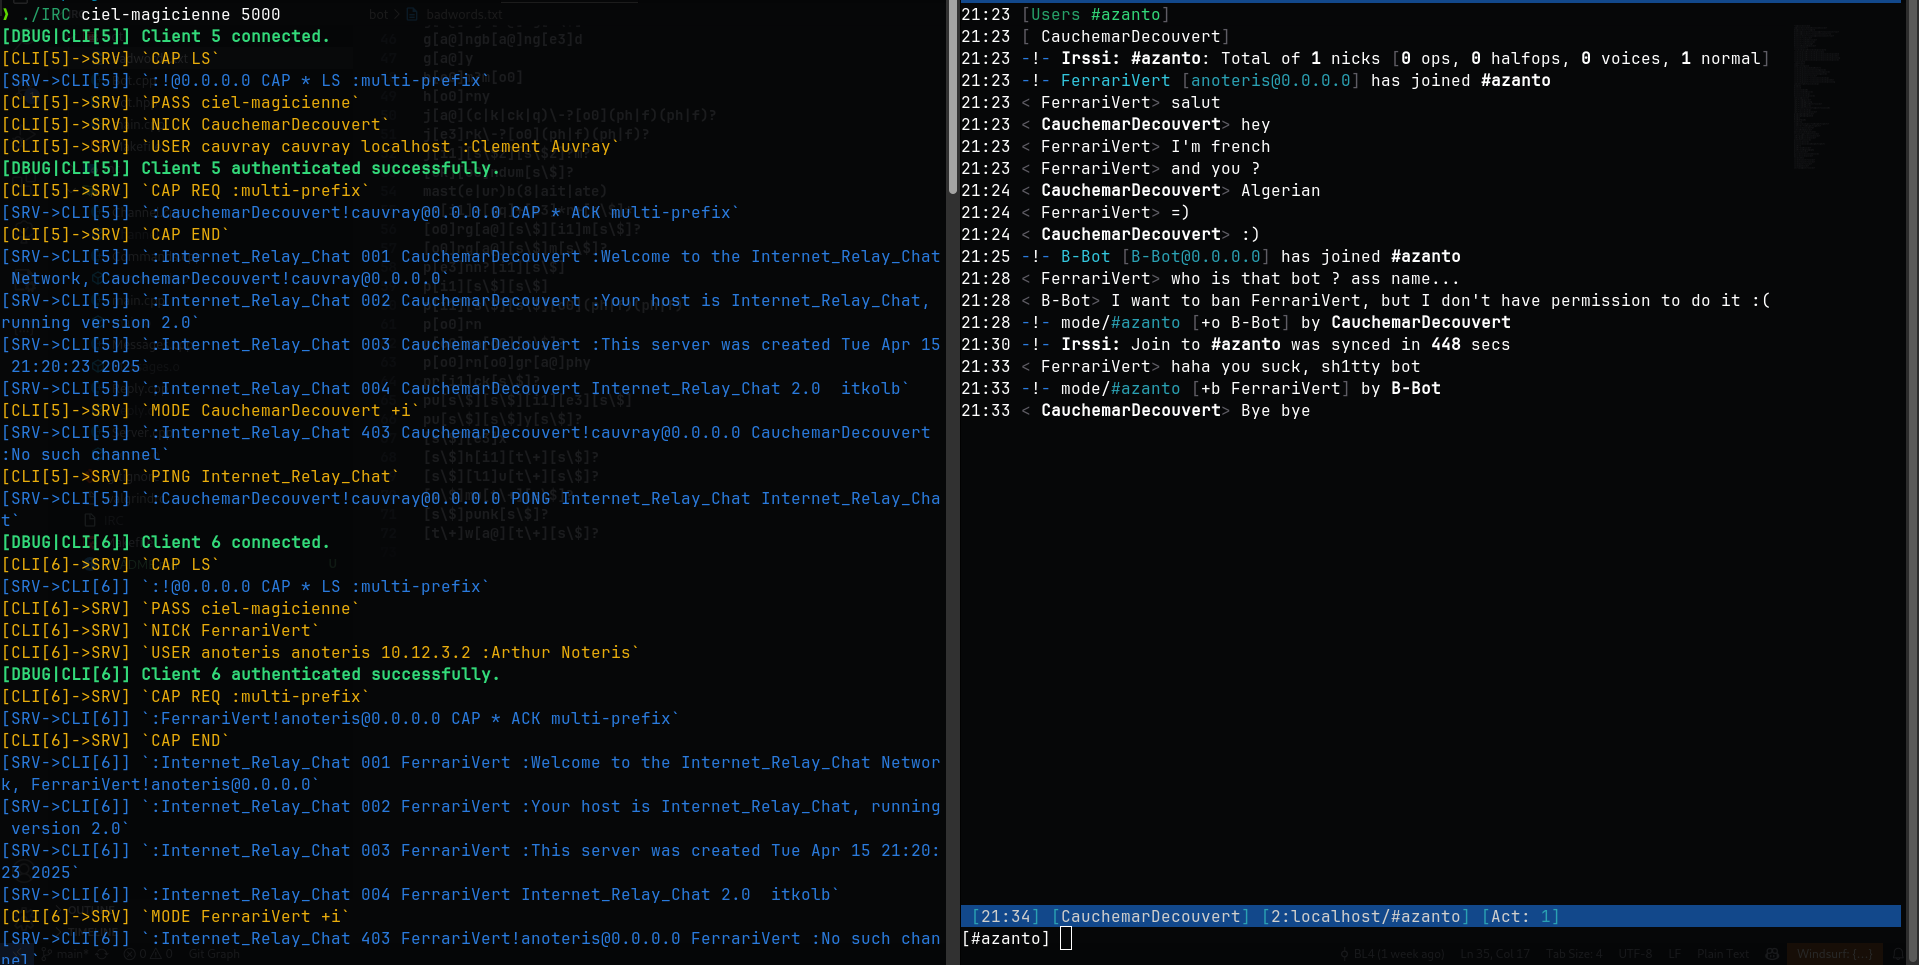 ❯ ./IRC ciel-magicienne 5000
[DBUG|CLI[5]] Client 5 connected.
[CLI[5]->SRV] `CAP LS`
[SRV->CLI[5]] `:!@0.0.0.0 CAP * LS :multi-prefix`
[CLI[5]->SRV] `PASS ciel-magicienne`
[CLI[5]->SRV] `NICK CauchemarDecouvert`
[CLI[5]->SRV] `USER cauvray cauvray localhost :Clement Auvray`
[DBUG|CLI[5]] Client 5 authenticated successfully.
[CLI[5]->SRV] `CAP REQ :multi-prefix`
[SRV->CLI[5]] `:CauchemarDecouvert!cauvray@0.0.0.0 CAP * ACK multi-prefix`
[CLI[5]->SRV] `CAP END`
[SRV->CLI[5]] `:Internet_Relay_Chat 001 CauchemarDecouvert :Welcome to the Internet_Relay_Chat
Network, CauchemarDecouvert!cauvray@0.0.0.0`
[SRV->CLI[5]] `:Internet_Relay_Chat 002 CauchemarDecouvert :Your host is Internet_Relay_Chat,
running version 2.0`
[SRV->CLI[5]] `:Internet_Relay_Chat 003 CauchemarDecouvert :This server was created Tue Apr 15
21:20:23 2025`
[SRV->CLI[5]] `:Internet_Relay_Chat 004 CauchemarDecouvert Internet_Relay_Chat 2.0  itkolb`
[CLI[5]->SRV] `MODE CauchemarDecouvert +i`
[SRV->CLI[5]] `:Internet_Relay_Chat 403 CauchemarDecouvert!cauvray@0.0.0.0 CauchemarDecouvert
:No such channel`
[CLI[5]->SRV] `PING Internet_Relay_Chat`
[SRV->CLI[5]] `:CauchemarDecouvert!cauvray@0.0.0.0 PONG Internet_Relay_Chat Internet_Relay_Cha
t`
[DBUG|CLI[6]] Client 6 connected.
[CLI[6]->SRV] `CAP LS`
[SRV->CLI[6]] `:!@0.0.0.0 CAP * LS :multi-prefix`
[CLI[6]->SRV] `PASS ciel-magicienne`
[CLI[6]->SRV] `NICK FerrariVert`
[CLI[6]->SRV] `USER anoteris anoteris 10.12.3.2 :Arthur Noteris`
[DBUG|CLI[6]] Client 6 authenticated successfully.
[CLI[6]->SRV] `CAP REQ :multi-prefix`
[SRV->CLI[6]] `:FerrariVert!anoteris@0.0.0.0 CAP * ACK multi-prefix`
[CLI[6]->SRV] `CAP END`
[SRV->CLI[6]] `:Internet_Relay_Chat 001 FerrariVert :Welcome to the Internet_Relay_Chat Networ
k, FerrariVert!anoteris@0.0.0.0`
[SRV->CLI[6]] `:Internet_Relay_Chat 002 FerrariVert :Your host is Internet_Relay_Chat, running
version 2.0`
[SRV->CLI[6]] `:Internet_Relay_Chat 003 FerrariVert :This server was created Tue Apr 15 21:20:
23 2025`
[SRV->CLI[6]] `:Internet_Relay_Chat 004 FerrariVert Internet_Relay_Chat 2.0  itkolb`
[CLI[6]->SRV] `MODE FerrariVert +i`
[SRV->CLI[6]] `:Internet_Relay_Chat 403 FerrariVert!anoteris@0.0.0.0 FerrariVert :No such chan
nel`
21:23 [Users #azanto]
21:23 [ CauchemarDecouvert]
21:23 -!- Irssi: #azanto: Total of 1 nicks [0 ops, 0 halfops, 0 voices, 1 normal]
21:23 -!- FerrariVert [anoteris@0.0.0.0] has joined #azanto
21:23 < FerrariVert> salut
21:23 < CauchemarDecouvert> hey
21:23 < FerrariVert> I'm french
21:23 < FerrariVert> and you ?
21:24 < CauchemarDecouvert> Algerian
21:24 < FerrariVert> =)
21:24 < CauchemarDecouvert> :)
21:25 -!- B-Bot [B-Bot@0.0.0.0] has joined #azanto
21:28 < FerrariVert> who is that bot ? ass name...
21:28 < B-Bot> I want to ban FerrariVert, but I don't have permission to do it :(
21:28 -!- mode/#azanto [+o B-Bot] by CauchemarDecouvert
21:30 -!- Irssi: Join to #azanto was synced in 448 secs
21:33 < FerrariVert> haha you suck, sh1tty bot
21:33 -!- mode/#azanto [+b FerrariVert] by B-Bot
21:33 < CauchemarDecouvert> Bye bye
[21:34] [CauchemarDecouvert] [2:localhost/#azanto] [Act: 1]
[#azanto]
bot > badwords.txt
BL4 (1 week ago) Ln 35, Col 17 Tab Size: 4 UTF-8 LF Plain Text Windsurf: {...}